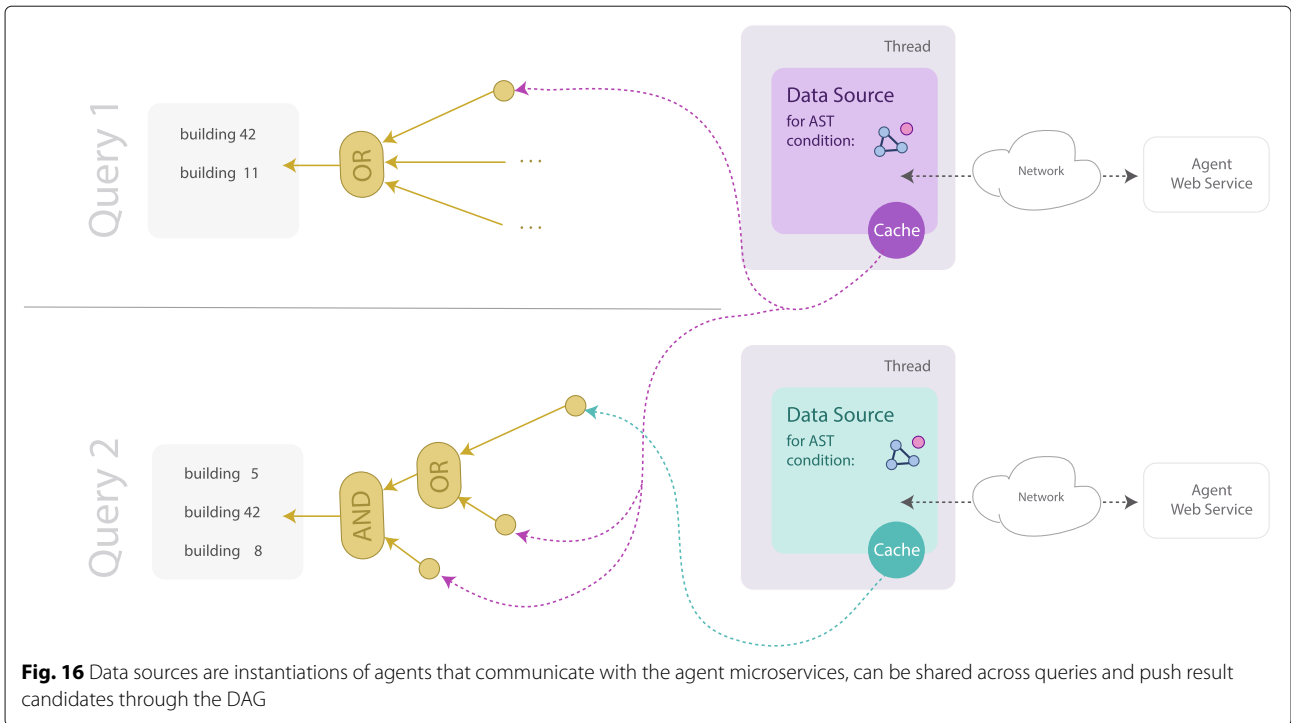 Query 1
building 42
building 11
OR
...
...
Thread
Data Source
for AST
condition:
Cache
Network
Agent
Web Service
Query 2
building 5
building 42
building 8
AND
OR
Thread
Data Source
for AST
condition:
Cache
Network
Agent
Web Service
Fig. 16 Data sources are instantiations of agents that communicate with the agent microservices, can be shared across queries and push result
candidates through the DAG